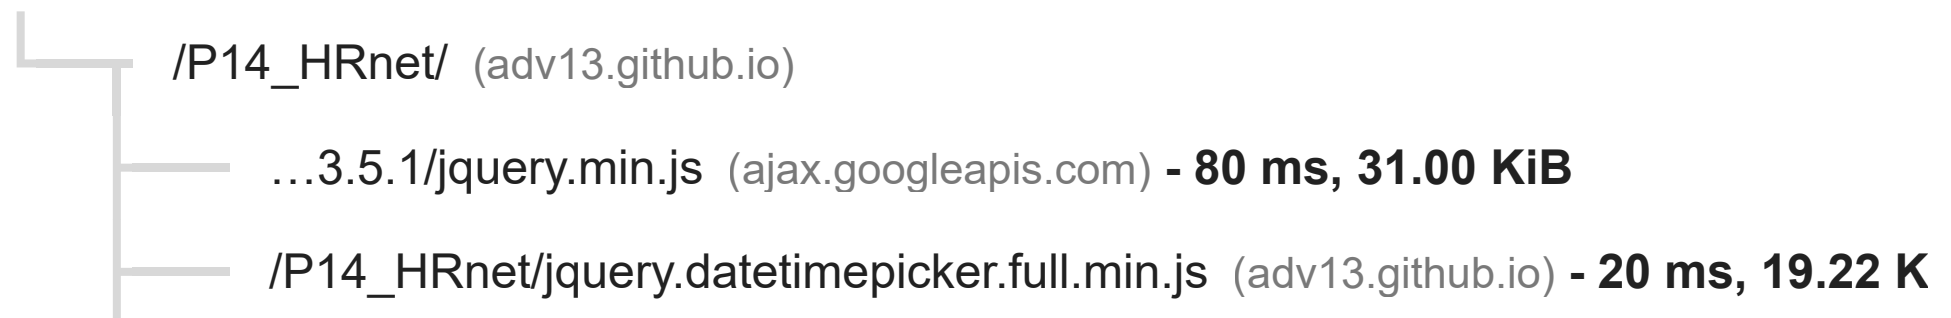 /P14_HRnet/ (adv13.github.io)
…3.5.1/jquery.min.js (ajax.googleapis.com) - 80 ms, 31.00 KiB
/P14_HRnet/jquery.datetimepicker.full.min.js (adv13.github.io) - 20 ms, 19.22 K